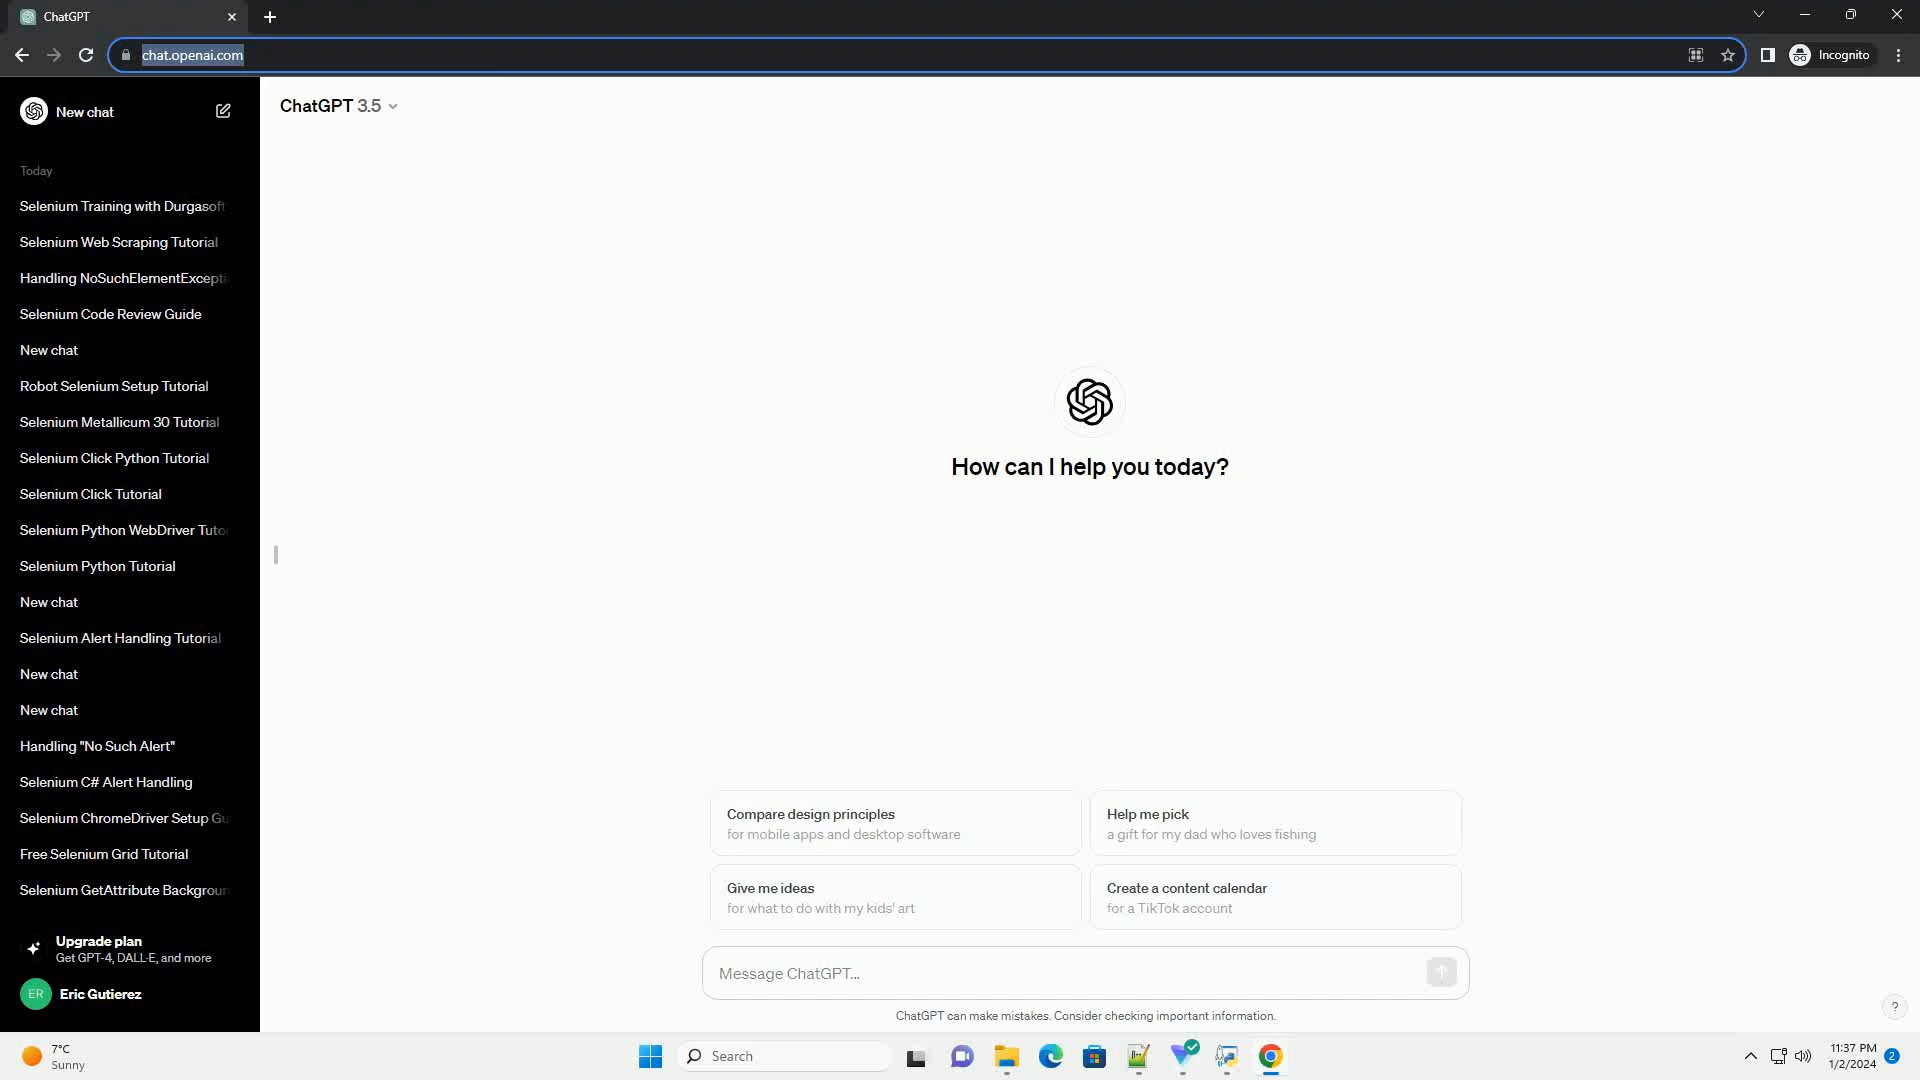 ChatGPT
chat.openai.com
Incognito
New chat
ChatGPT 3.5
Today
Selenium Training with Durgasoft
Selenium Web Scraping Tutorial
Handling NoSuchElementExcepti
Selenium Code Review Guide
New chat
Robot Selenium Setup Tutorial
Selenium Metallicum 30 Tutorial
Selenium Click Python Tutorial
Selenium Click Tutorial
Selenium Python WebDriver Tuto
Selenium Python Tutorial
New chat
Selenium Alert Handling Tutorial
New chat
New chat
Handling "No Such Alert"
Selenium C# Alert Handling
Selenium ChromeDriver Setup Gu
Free Selenium Grid Tutorial
Selenium GetAttribute Backgroun
Upgrade plan
Get GPT-4, DALL·E, and more
ER
Eric Gutierez
How can I help you today?
Compare design principles
for mobile apps and desktop software
Help me pick
a gift for my dad who loves fishing
Give me ideas
for what to do with my kids' art
Create a content calendar
for a TikTok account
Message ChatGPT...
ChatGPT can make mistakes. Consider checking important information.
?
7°C
Sunny
Search
11:37 PM
1/2/2024
2